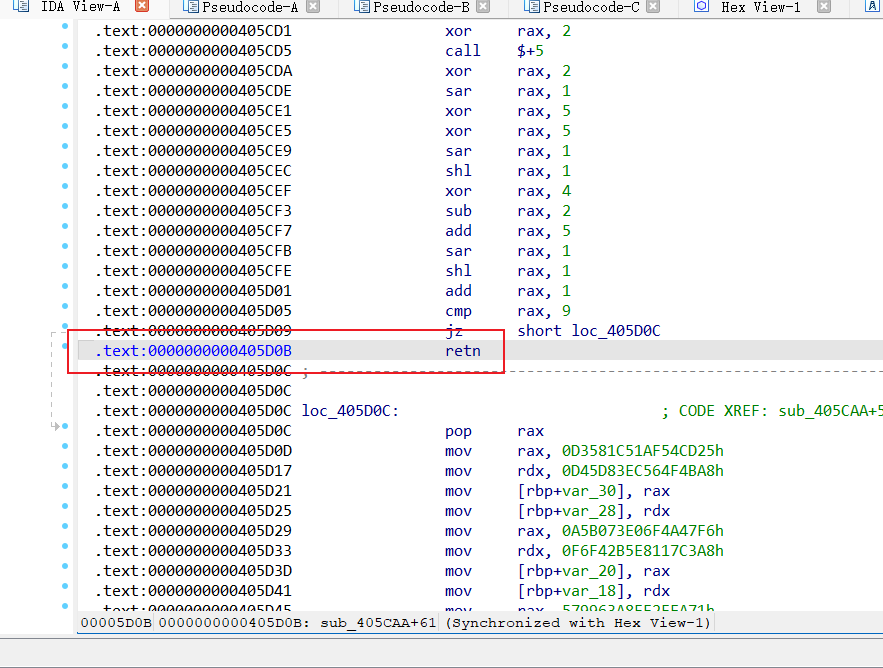 IDA View-A Pseudocode-A Pseudocode-B Pseudocode-C Hex View-1 A
.text:0000000000405CD1 xor rax, 2
.text:0000000000405CD5 call $+5
.text:0000000000405CDA xor rax, 2
.text:0000000000405CDE sar rax, 1
.text:0000000000405CE1 xor rax, 5
.text:0000000000405CE5 xor rax, 5
.text:0000000000405CE9 sar rax, 1
.text:0000000000405CEC shl rax, 1
.text:0000000000405CEF xor rax, 4
.text:0000000000405CF3 sub rax, 2
.text:0000000000405CF7 add rax, 5
.text:0000000000405CFB sar rax, 1
.text:0000000000405CFE shl rax, 1
.text:0000000000405D01 add rax, 1
.text:0000000000405D05 cmp rax, 9
.text:0000000000405D09 jz short loc_405D0C
.text:0000000000405D0B retn
.text:0000000000405D0C ; ---------------------------------------------------------------
.text:0000000000405D0C
.text:0000000000405D0C loc_405D0C: ; CODE XREF: sub_405CAA+5
.text:0000000000405D0C pop rax
.text:0000000000405D0D mov rax, 0D3581C51AF54CD25h
.text:0000000000405D17 mov rdx, 0D45D83EC564F4BA8h
.text:0000000000405D21 mov [rbp+var_30], rax
.text:0000000000405D25 mov [rbp+var_28], rdx
.text:0000000000405D29 mov rax, 0A5B073E06F4A47F6h
.text:0000000000405D33 mov rdx, 0F6F42B5E8117C3A8h
.text:0000000000405D3D mov [rbp+var_20], rax
.text:0000000000405D41 mov [rbp+var_18], rdx
.text:0000000000405D45 mov rax,
00005D0B 0000000000405D0B: sub_405CAA+61 (Synchronized with Hex View-1)